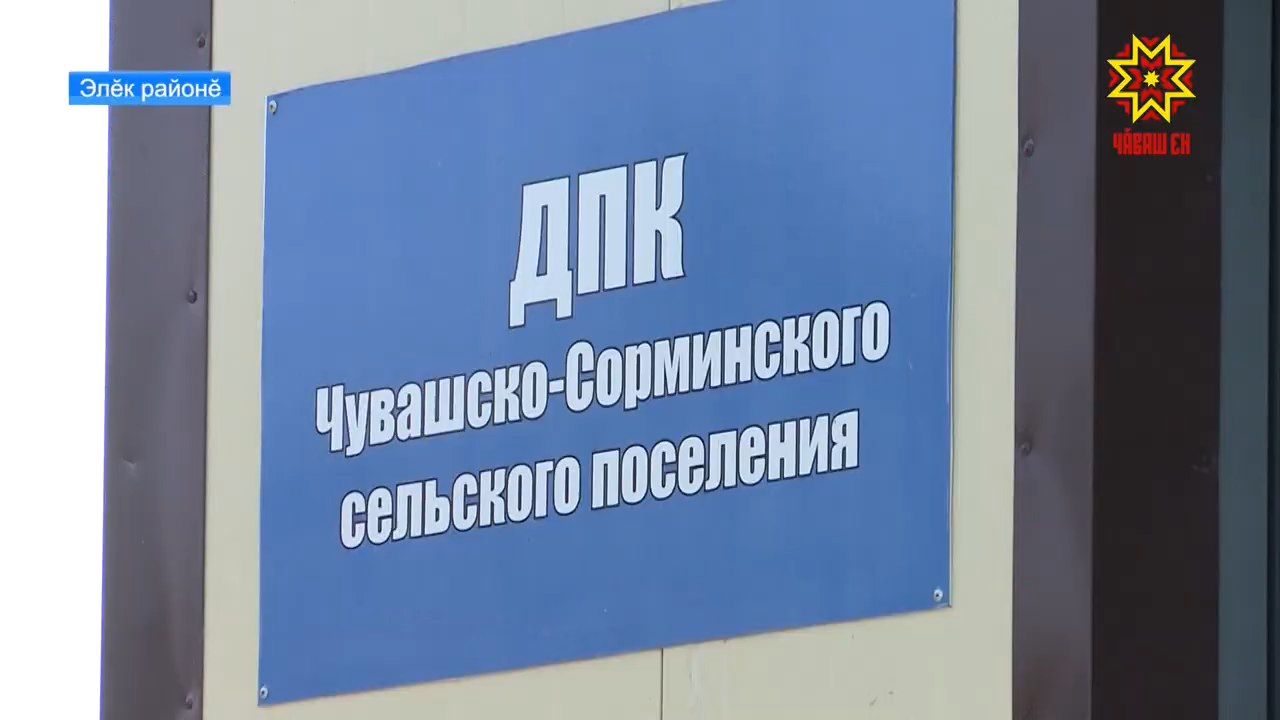 Элӗк районӗ
ЧӐВАШ ЕН
ДПК
Чувашско-Сорминского
сельского поселения